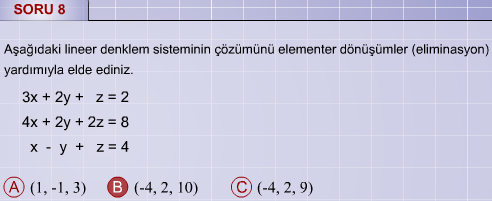 SORU 8
Aşağıdaki lineer denklem sisteminin çözümünü elementer dönüşümler (eliminasyon)
yardımıyla elde ediniz.
3x + 2y + z = 2
4x + 2y + 2z = 8
x - y + z = 4
A (1, -1, 3) B (-4, 2, 10) C (-4, 2, 9)